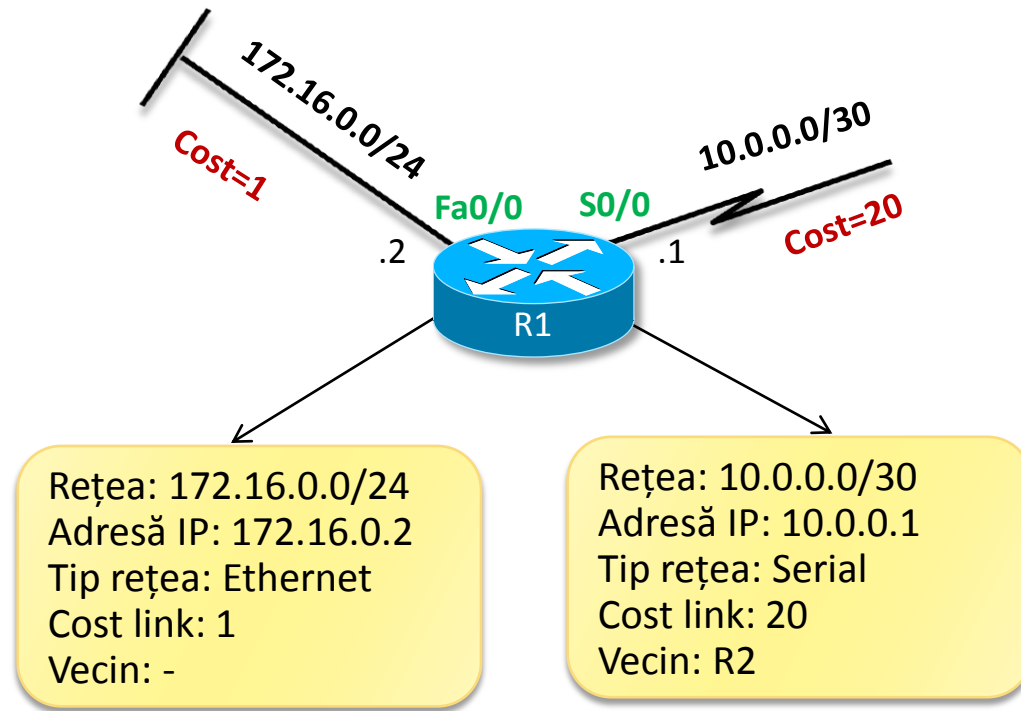 172.16.0.0/24
10.0.0.0/30
Cost=1
Cost=20
Fa0/0
S0/0
.2
.1
R1
Rețea: 172.16.0.0/24
Adresă IP: 172.16.0.2
Tip rețea: Ethernet
Cost link: 1
Vecin: -
Rețea: 10.0.0.0/30
Adresă IP: 10.0.0.1
Tip rețea: Serial
Cost link: 20
Vecin: R2